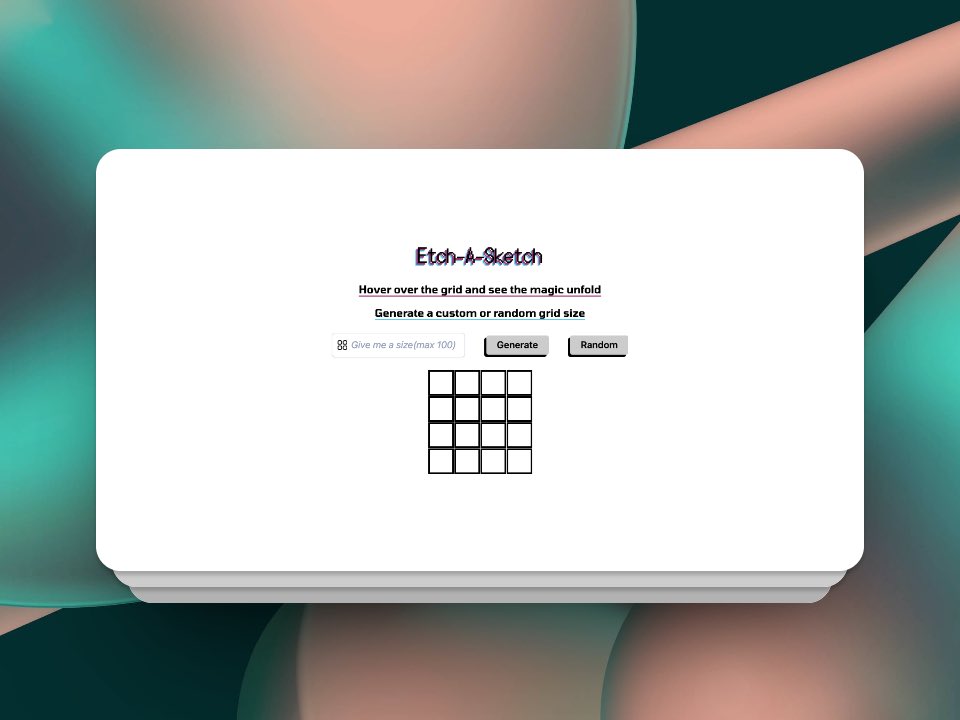 Etch-A-Sketch
Hover over the grid and see the magic unfold
Generate a custom or random grid size
Give me a size(max 100)
Generate
Random